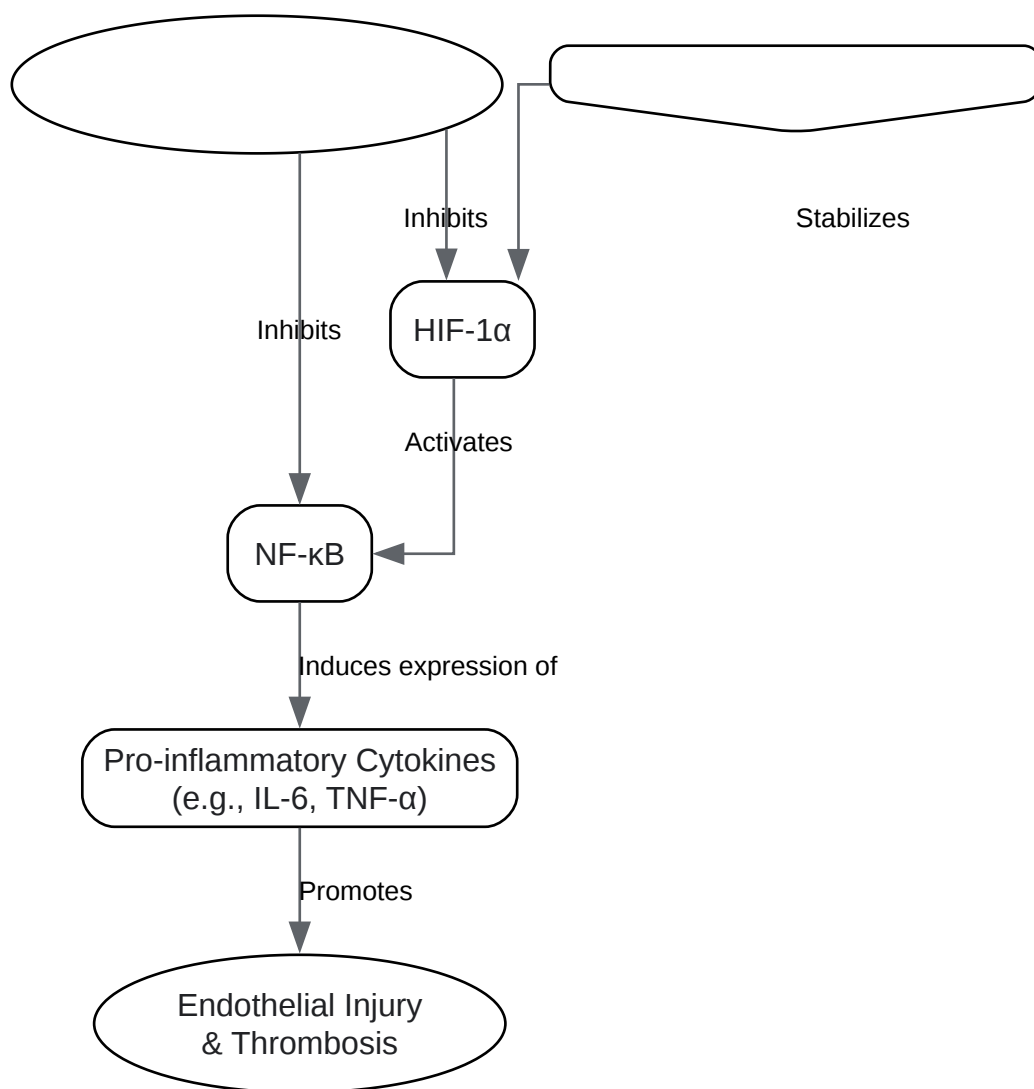 Inhibits
Stabilizes
Inhibits
HIF-1α
Activates
NF-κB
Induces expression of
Pro-inflammatory Cytokines
(e.g., IL-6, TNF-α)
Promotes
Endothelial Injury
& Thrombosis